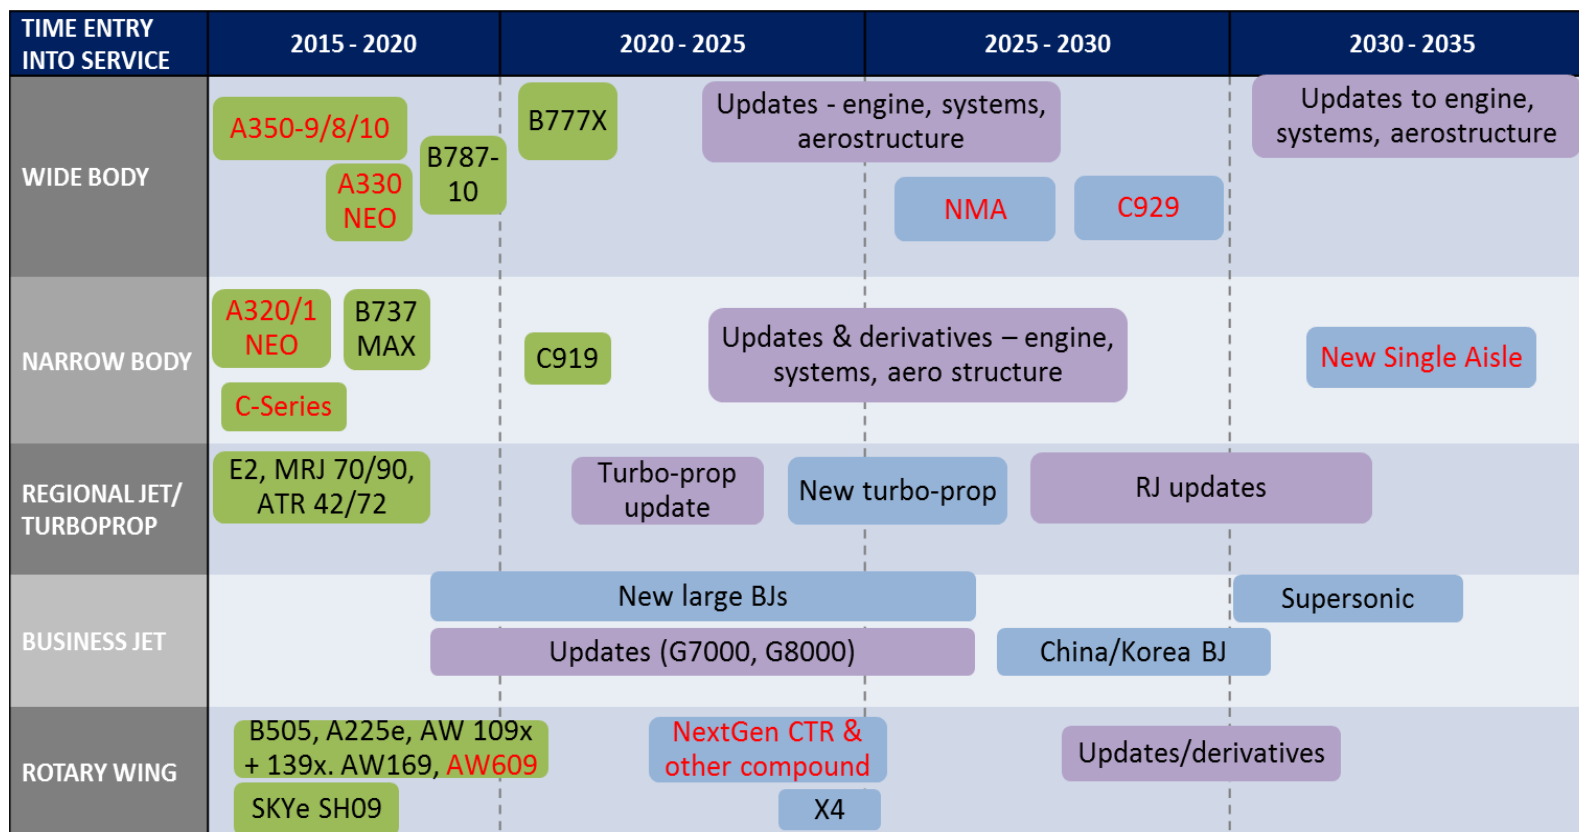 TIME ENTRY
INTO SERVICE
2015 - 2020
2020 - 2025
2025 - 2030
2030 - 2035
WIDE BODY
A350-9/8/10
A330
NEO
B787-
10
B777X
Updates - engine, systems,
aerostructure
NMA
C929
Updates to engine,
systems, aerostructure
NARROW BODY
A320/1
NEO
B737
MAX
C-Series
C919
Updates & derivatives – engine,
systems, aero structure
New Single Aisle
REGIONAL JET/
TURBOPROP
E2, MRJ 70/90,
ATR 42/72
Turbo-prop
update
New turbo-prop
RJ updates
BUSINESS JET
New large BJs
Updates (G7000, G8000)
China/Korea BJ
Supersonic
ROTARY WING
B505, A225e, AW 109x
+ 139x. AW169, AW609
SKYe SH09
NextGen CTR &
other compound
X4
Updates/derivatives